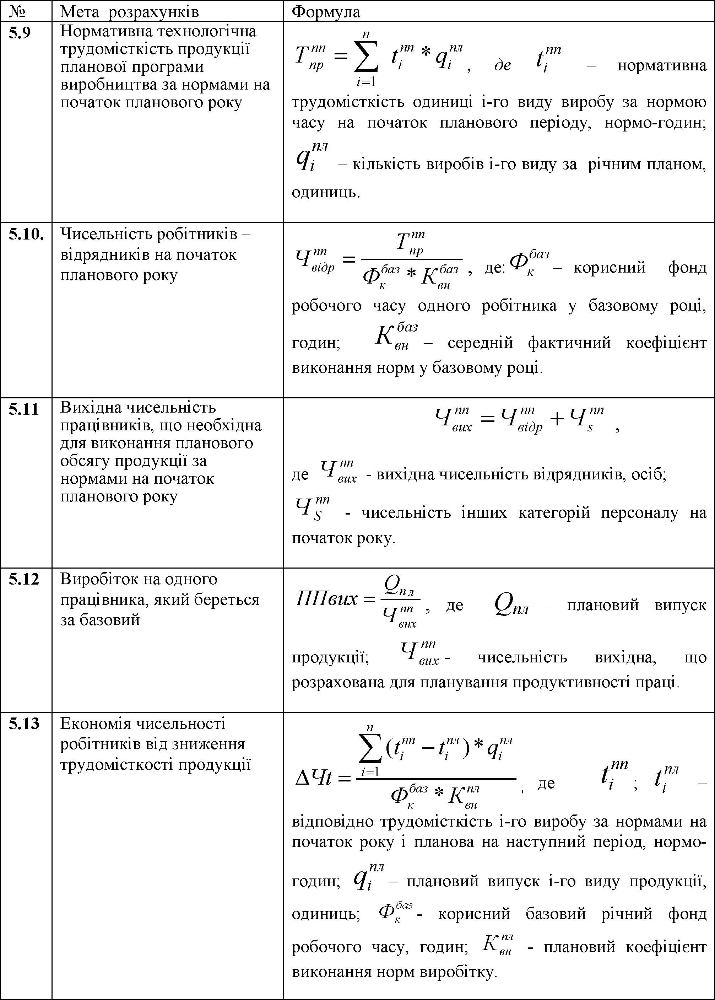 № Мета розрахунків Формула
5.9 Нормативна технологічна
трудомісткість продукції
планової програми
виробництва за нормами на
початок планового року
T_{пр}^{пп} = \sum_{i=1}^{n} t_i^{пп} * q_i^{пл} , де t_i^{пп} – нормативна
трудомісткість одиниці і-го виду виробу за нормою
часу на початок планового періоду, нормо-годин;
q_i^{пл} – кількість виробів і-го виду за річним планом,
одиниць.
5.10. Чисельність робітників –
відрядників на початок
планового року
Ч_{відр}^{пп} = \frac{T_{пр}^{пп}}{Ф_к^{баз} * К_{вн}^{баз}} , де: Ф_к^{баз} – корисний фонд
робочого часу одного робітника у базовому році,
годин; К_{вн}^{баз} – середній фактичний коефіцієнт
виконання норм у базовому році.
5.11 Вихідна чисельність
працівників, що необхідна
для виконання планового
обсягу продукції за
нормами на початок
планового року
Ч_{вих}^{пп} = Ч_{відр}^{пп} + Ч_s^{пп} ,
де Ч_{вих}^{пп} - вихідна чисельність відрядників, осіб;
Ч_S^{пп} - чисельність інших категорій персоналу на
початок року.
5.12 Виробіток на одного
працівника, який береться
за базовий
ППвих = \frac{Q_{пл}}{Ч_{вих}^{пп}} , де Q_{пл} – плановий випуск
продукції; Ч_{вих}^{пп} - чисельність вихідна, що
розрахована для планування продуктивності праці.
5.13 Економія чисельності
робітників від зниження
трудомісткості продукції
ΔЧt = \frac{\sum_{i=1}^{n} (t_i^{пп} − t_i^{пл}) * q_i^{пл}}{Ф_к^{баз} * К_{вн}^{пл}} , де t_i^{пп} ; t_i^{пл} –
відповідно трудомісткість і-го виробу за нормами на
початок року і планова на наступний період, нормо-
годин; q_i^{пл} – плановий випуск і-го виду продукції,
одиниць; Ф_к^{баз} - корисний базовий річний фонд
робочого часу, годин; К_{вн}^{пл} - плановий коефіцієнт
виконання норм виробітку.